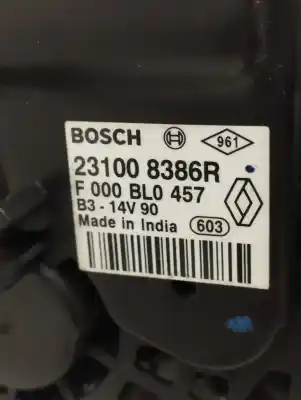 BOSCH 961
23100 8386R
F 000 BL0 457
B3 - 14V 90
Made in India 603